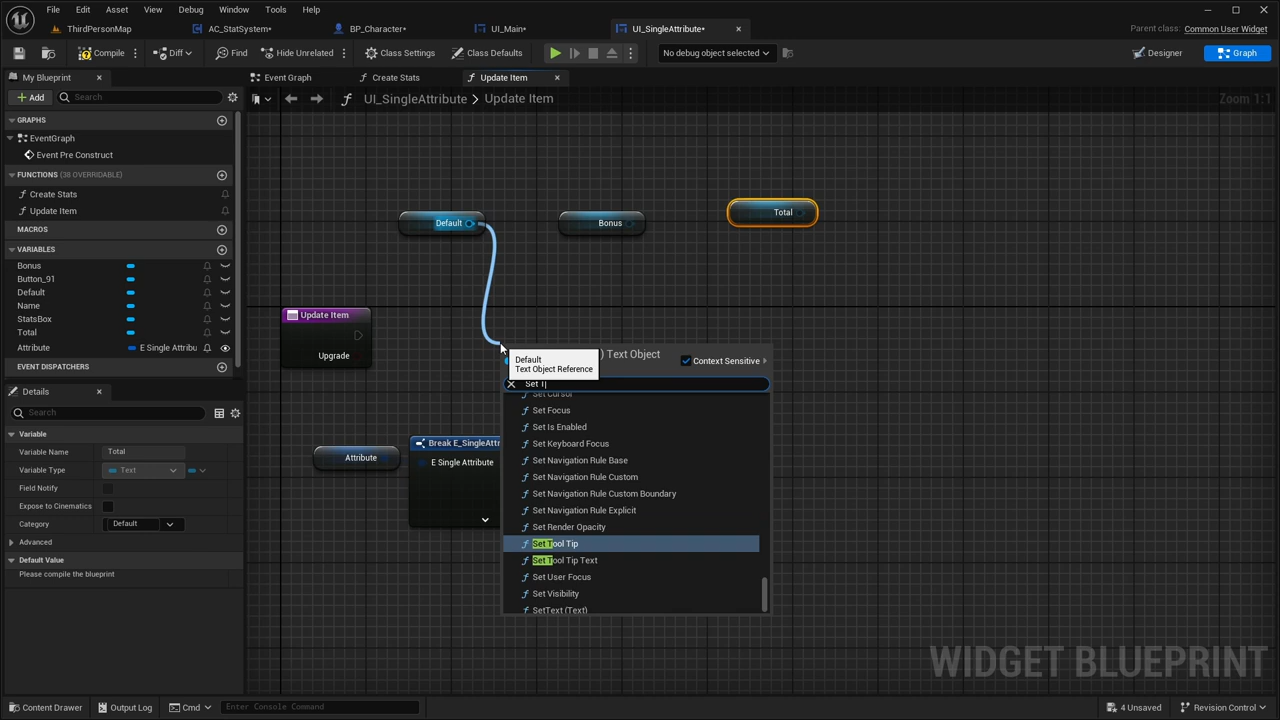 File Edit Asset View Debug Window Tools Help
ThirdPersonMap AC_StatSystem* BP_Character* UI_Main* UI_SingleAttribute*
Parent class: Common User Widget
Compile Diff Find Hide Unrelated Class Settings Class Defaults No debug object selected Designer Graph
My Blueprint
Event Graph Create Stats Update Item
Add Search
UI_SingleAttribute > Update Item
Zoom 1:1
GRAPHS
EventGraph
Event Pre Construct
FUNCTIONS (38 OVERRIDABLE)
Create Stats
Update Item
MACROS
VARIABLES
Bonus
Button_91
Default
Name
StatsBox
Total
Attribute E Single Attribu
EVENT DISPATCHERS
Details
Search
Variable
Variable Name Total
Variable Type Text
Field Notify
Expose to Cinematics
Category Default
Advanced
Default Value
Please compile the blueprint
Default
Bonus
Total
Update Item
Upgrade
Attribute
Break E_SingleAttr
E Single Attribute
Default
Text Object Reference
) Text Object
Context Sensitive
Set T
Set Cursor
Set Focus
Set Is Enabled
Set Keyboard Focus
Set Navigation Rule Base
Set Navigation Rule Custom
Set Navigation Rule Custom Boundary
Set Navigation Rule Explicit
Set Render Opacity
Set Tool Tip
Set Tool Tip Text
Set User Focus
Set Visibility
SetText (Text)
WIDGET BLUEPRINT
Content Drawer Output Log Cmd Enter Console Command 4 Unsaved Revision Control